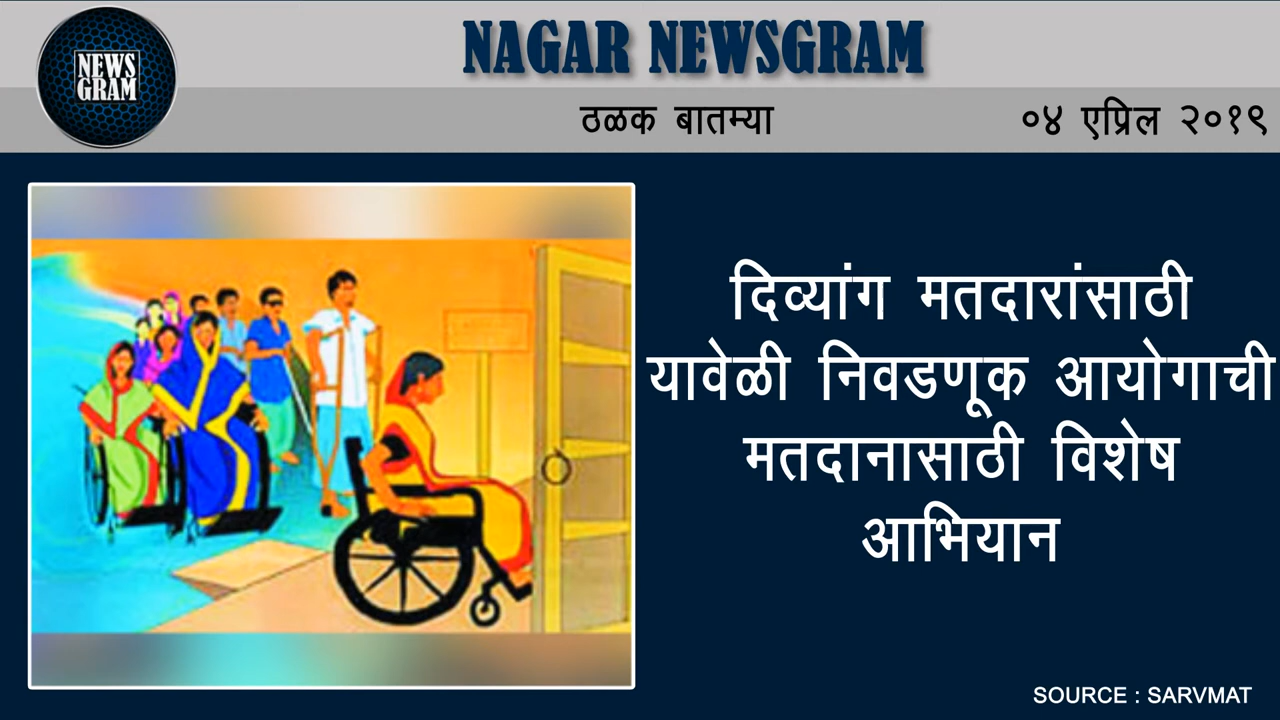 NEWS
GRAM
NAGAR NEWSGRAM
ठळक बातम्या
०४ एप्रिल २०१९
दिव्यांग मतदारांसाठी
यावेळी निवडणूक आयोगाची
मतदानासाठी विशेष
आभियान
SOURCE : SARVMAT